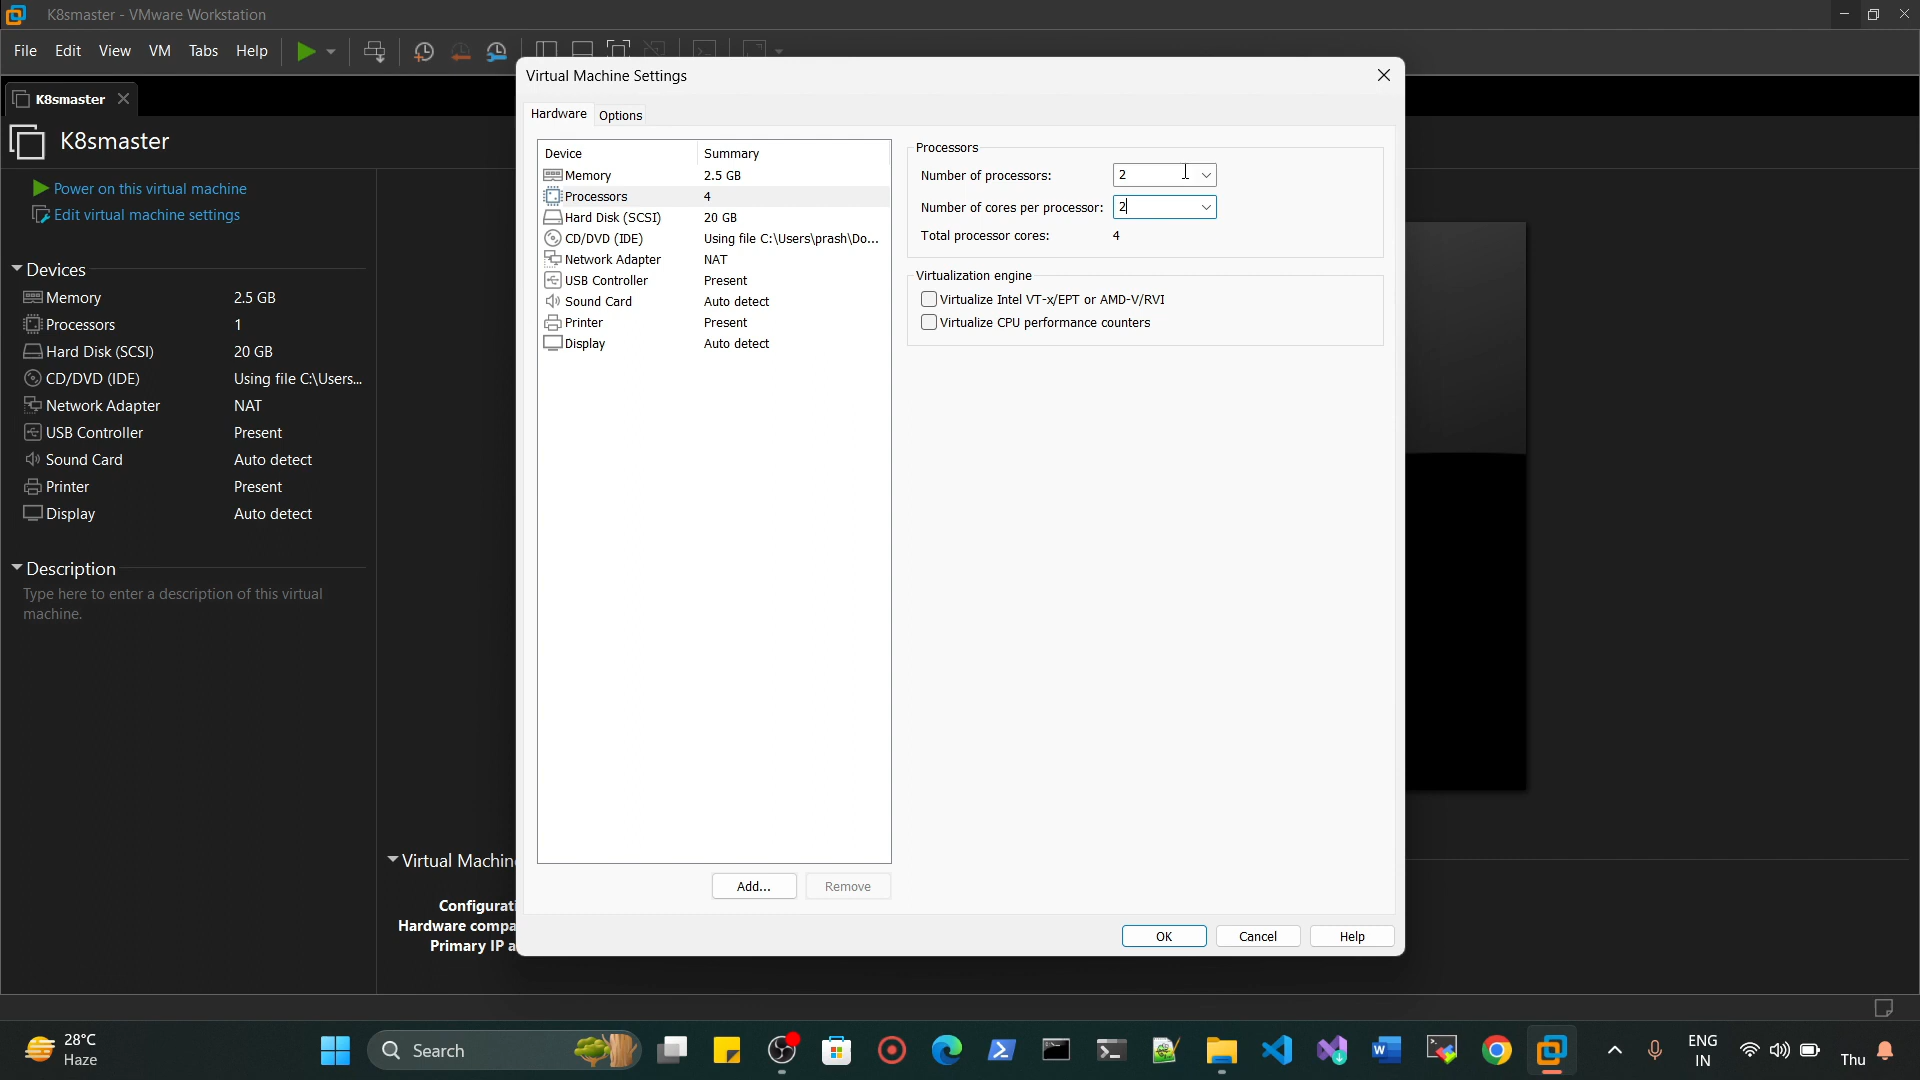 K8smaster - VMware Workstation
File Edit View VM Tabs Help
K8smaster
K8smaster
Power on this virtual machine
Edit virtual machine settings
Devices
Memory 2.5 GB
Processors 1
Hard Disk (SCSI) 20 GB
CD/DVD (IDE) Using file C:\Users...
Network Adapter NAT
USB Controller Present
Sound Card Auto detect
Printer Present
Display Auto detect
Description
Type here to enter a description of this virtual
machine.
Virtual Machin
Configurati
Hardware compa
Primary IP a
Virtual Machine Settings
Hardware Options
Device Summary
Memory 2.5 GB
Processors 4
Hard Disk (SCSI) 20 GB
CD/DVD (IDE) Using file C:\Users\prash\Do...
Network Adapter NAT
USB Controller Present
Sound Card Auto detect
Printer Present
Display Auto detect
Add... Remove
Processors
Number of processors: 2
Number of cores per processor: 2
Total processor cores: 4
Virtualization engine
Virtualize Intel VT-x/EPT or AMD-V/RVI
Virtualize CPU performance counters
OK Cancel Help
28°C
Haze
Search
ENG
IN
Thu